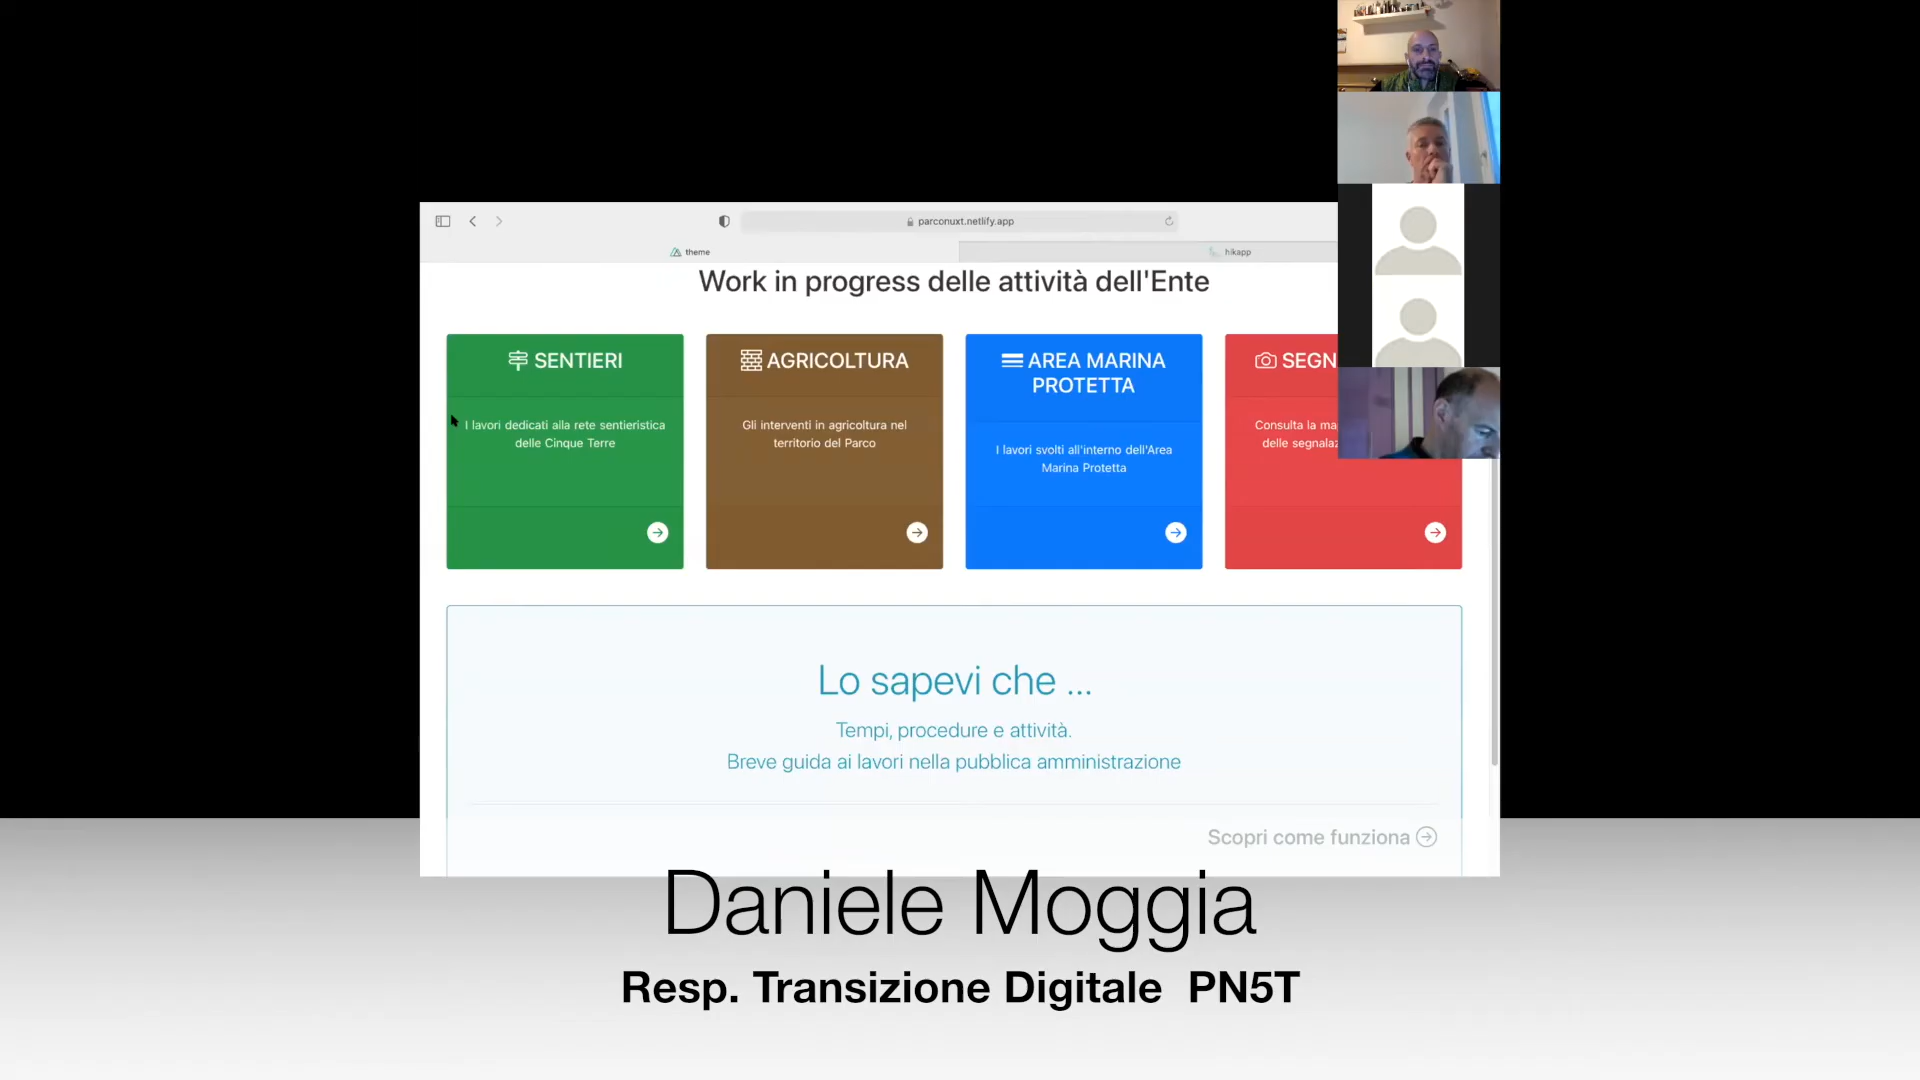 parconuxt.netlify.app
theme
hikapp
Work in progress delle attività dell'Ente
SENTIERI
I lavori dedicati alla rete sentieristica
delle Cinque Terre
AGRICOLTURA
Gli interventi in agricoltura nel
territorio del Parco
AREA MARINA
PROTETTA
I lavori svolti all'interno dell'Area
Marina Protetta
SEGN
Consulta la
delle
Lo sapevi che ...
Tempi, procedure e attività.
Breve guida ai lavori nella pubblica amministrazione
Scopri come funziona
Daniele Moggia
Resp. Transizione Digitale PN5T